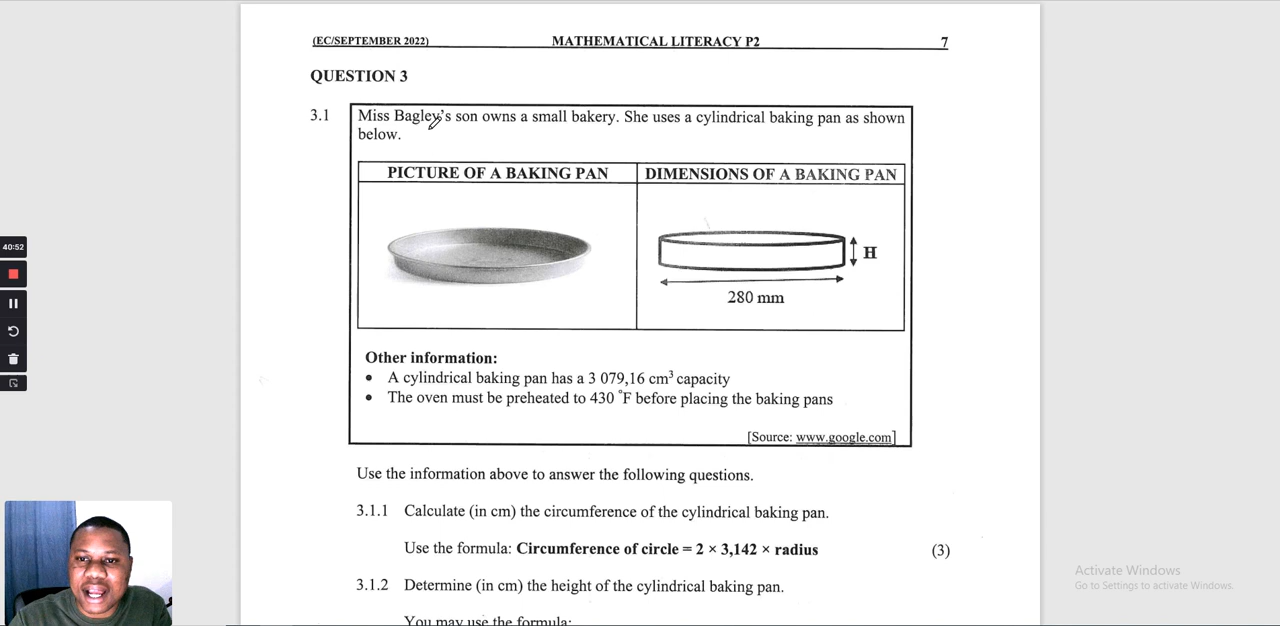 (EC/SEPTEMBER 2022) MATHEMATICAL LITERACY P2 7
QUESTION 3
3.1 Miss Bagley's son owns a small bakery. She uses a cylindrical baking pan as shown
below.
PICTURE OF A BAKING PAN DIMENSIONS OF A BAKING PAN
H
280 mm
40:52
Other information:
• A cylindrical baking pan has a 3 079,16 cm³ capacity
• The oven must be preheated to 430 °F before placing the baking pans
[Source: www.google.com]
Use the information above to answer the following questions.
3.1.1 Calculate (in cm) the circumference of the cylindrical baking pan.
Use the formula: Circumference of circle = 2 × 3,142 × radius (3)
3.1.2 Determine (in cm) the height of the cylindrical baking pan.
You may use the formula:
Activate Windows
Go to Settings to activate Windows.